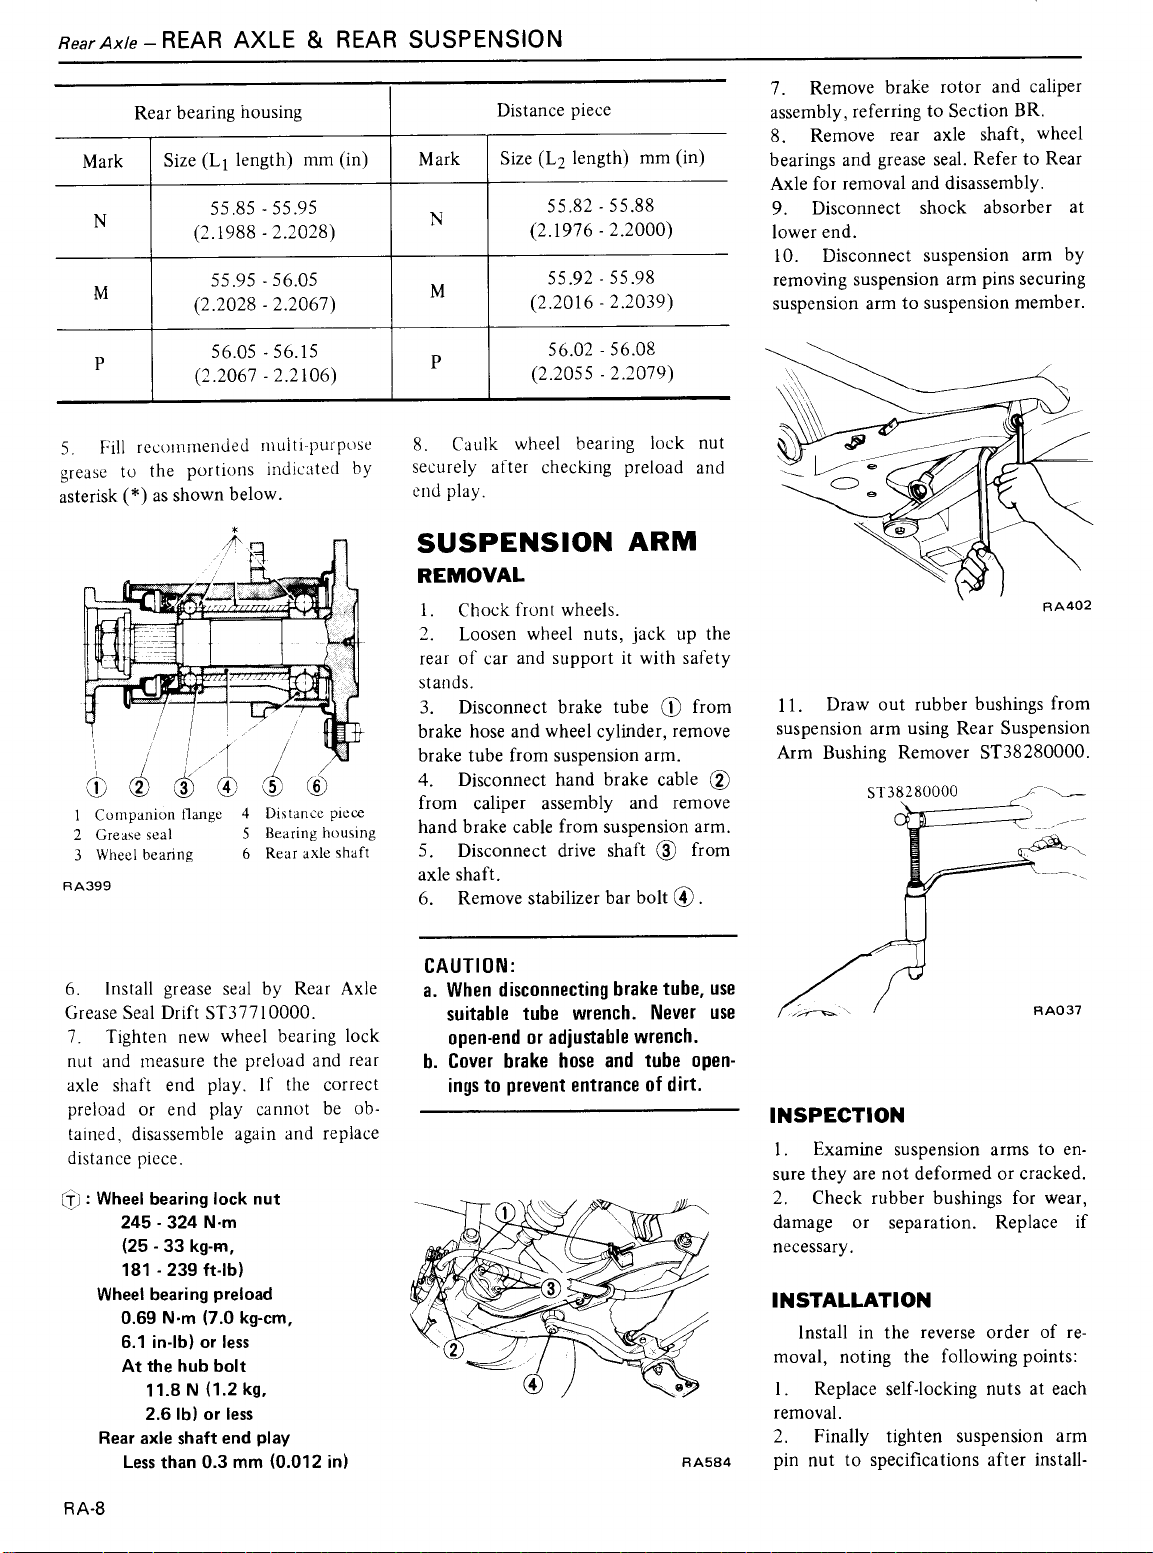 Rear Axle – REAR AXLE & REAR SUSPENSION
Rear bearing housing Distance piece
Mark Size (L1 length) mm (in) Mark Size (L2 length) mm (in)
N 55.85 - 55.95 (2.1988 - 2.2028) N 55.82 - 55.88 (2.1976 - 2.2000)
M 55.95 - 56.05 (2.2028 - 2.2067) M 55.92 - 55.98 (2.2016 - 2.2039)
P 56.05 - 56.15 (2.2067 - 2.2106) P 56.02 - 56.08 (2.2055 - 2.2079)
5. Fill recommended multi-purpose
grease to the portions indicated by
asterisk (*) as shown below.
*
① ② ③ ④ ⑤ ⑥
1 Companion flange 4 Distance piece
2 Grease seal 5 Bearing housing
3 Wheel bearing 6 Rear axle shaft
RA399
6. Install grease seal by Rear Axle
Grease Seal Drift ST37710000.
7. Tighten new wheel bearing lock
nut and measure the preload and rear
axle shaft end play. If the correct
preload or end play cannot be ob-
tained, disassemble again and replace
distance piece.
Ⓣ : Wheel bearing lock nut
245 - 324 N·m
(25 - 33 kg-m,
181 - 239 ft-lb)
Wheel bearing preload
0.69 N·m (7.0 kg-cm,
6.1 in-lb) or less
At the hub bolt
11.8 N (1.2 kg,
2.6 lb) or less
Rear axle shaft end play
Less than 0.3 mm (0.012 in)
8. Caulk wheel bearing lock nut
securely after checking preload and
end play.
SUSPENSION ARM
REMOVAL
1. Chock front wheels.
2. Loosen wheel nuts, jack up the
rear of car and support it with safety
stands.
3. Disconnect brake tube ① from
brake hose and wheel cylinder, remove
brake tube from suspension arm.
4. Disconnect hand brake cable ②
from caliper assembly and remove
hand brake cable from suspension arm.
5. Disconnect drive shaft ③ from
axle shaft.
6. Remove stabilizer bar bolt ④ .
CAUTION:
a. When disconnecting brake tube, use
suitable tube wrench. Never use
open-end or adjustable wrench.
b. Cover brake hose and tube open-
ings to prevent entrance of dirt.
①
③
②
④
RA584
7. Remove brake rotor and caliper
assembly, referring to Section BR.
8. Remove rear axle shaft, wheel
bearings and grease seal. Refer to Rear
Axle for removal and disassembly.
9. Disconnect shock absorber at
lower end.
10. Disconnect suspension arm by
removing suspension arm pins securing
suspension arm to suspension member.
RA402
11. Draw out rubber bushings from
suspension arm using Rear Suspension
Arm Bushing Remover ST38280000.
ST38280000
RA037
INSPECTION
1. Examine suspension arms to en-
sure they are not deformed or cracked.
2. Check rubber bushings for wear,
damage or separation. Replace if
necessary.
INSTALLATION
Install in the reverse order of re-
moval, noting the following points:
1. Replace self-locking nuts at each
removal.
2. Finally tighten suspension arm
pin nut to specifications after install-
RA-8